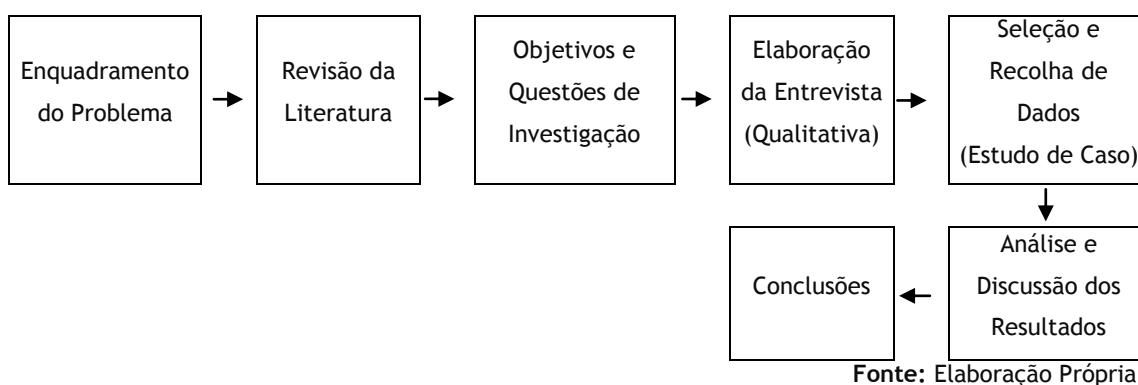 Enquadramento
do Problema
Revisão da
Literatura
Objetivos e
Questões de
Investigação
Elaboração
da Entrevista
(Qualitativa)
Seleção e
Recolha de
Dados
(Estudo de Caso)
Análise e
Discussão dos
Resultados
Conclusões
Fonte: Elaboração Própria